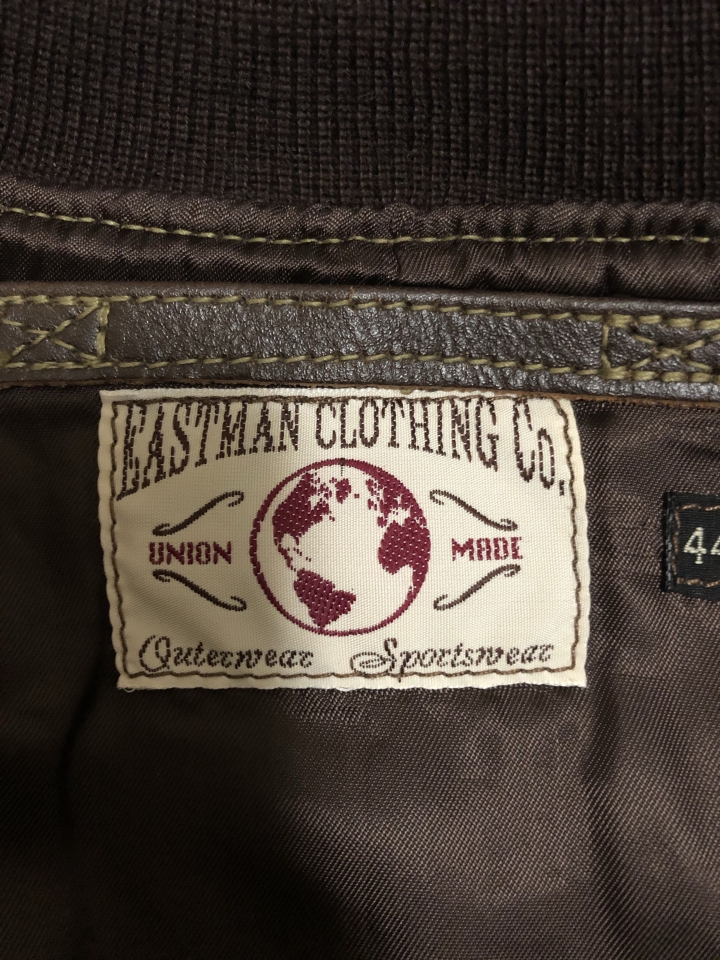 EASTMAN CLOTHING Co.
UNION MADE
Outerwear Sportswear
44